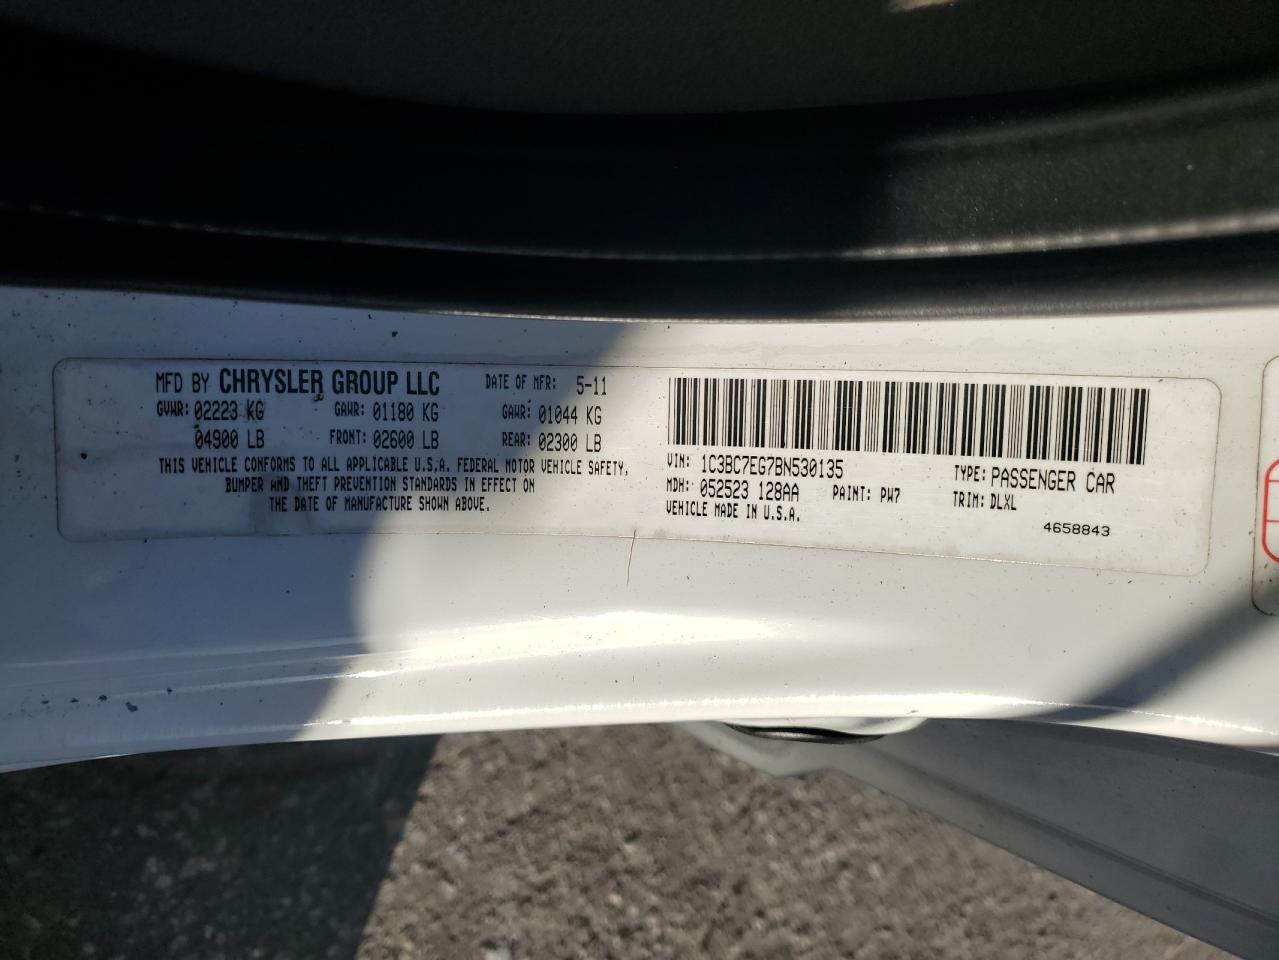 MFD BY CHRYSLER GROUP LLC DATE OF MFR: 5-11
GVWR: 02223 KG GAWR: 01180 KG GAWR: 01044 KG
04900 LB FRONT: 02600 LB REAR: 02300 LB
THIS VEHICLE CONFORMS TO ALL APPLICABLE U.S.A. FEDERAL MOTOR VEHICLE SAFETY,
BUMPER AND THEFT PREVENTION STANDARDS IN EFFECT ON
THE DATE OF MANUFACTURE SHOWN ABOVE.
VIN: 1C3BC7EG7BN530135 TYPE: PASSENGER CAR
MDH: 052523 128AA PAINT: PW7 TRIM: DLXL
VEHICLE MADE IN U.S.A.
4658843